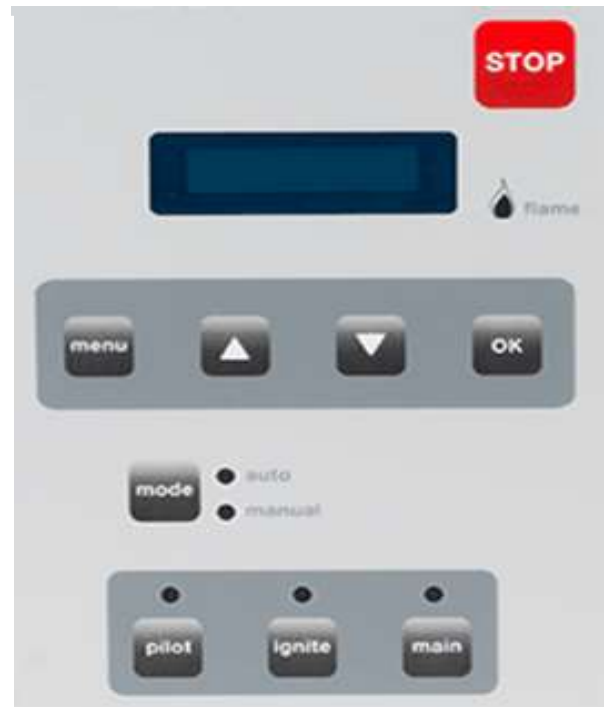 STOP
flame
menu
OK
mode
auto
manual
pilot
ignite
main